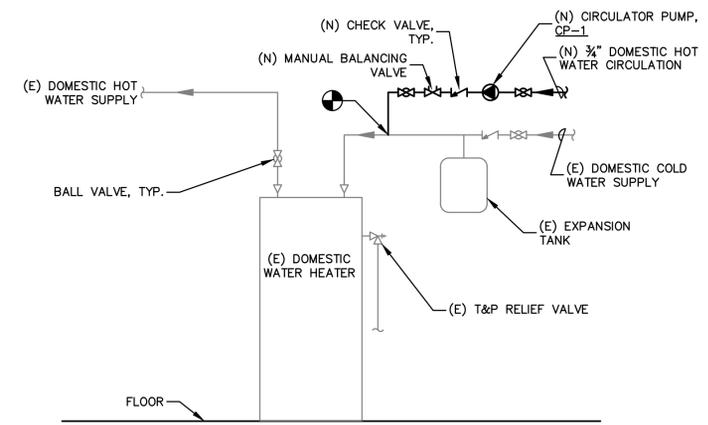 (N) CIRCULATOR PUMP,
CP-1
(N) CHECK VALVE,
TYP.
(N) ¾" DOMESTIC HOT
WATER CIRCULATION
(N) MANUAL BALANCING
VALVE
(E) DOMESTIC HOT
WATER SUPPLY
(E) DOMESTIC COLD
WATER SUPPLY
BALL VALVE, TYP.
(E) EXPANSION
TANK
(E) DOMESTIC
WATER HEATER
(E) T&P RELIEF VALVE
FLOOR